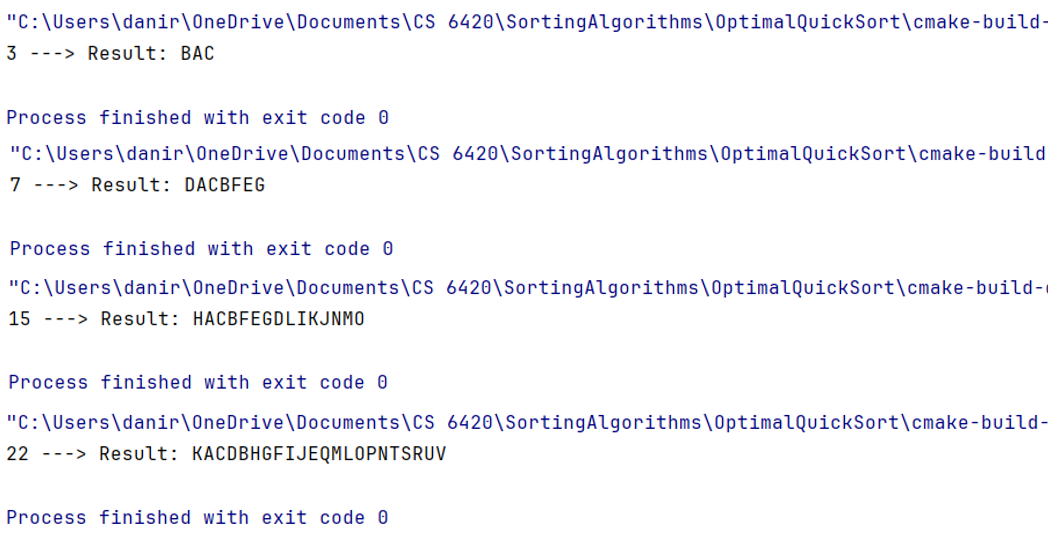 "C:\Users\danir\OneDrive\Documents\CS 6420\SortingAlgorithms\OptimalQuickSort\cmake-build-
3 ---> Result: BAC
Process finished with exit code 0
"C:\Users\danir\OneDrive\Documents\CS 6420\SortingAlgorithms\OptimalQuickSort\cmake-build
7 ---> Result: DACBFEG
Process finished with exit code 0
"C:\Users\danir\OneDrive\Documents\CS 6420\SortingAlgorithms\OptimalQuickSort\cmake-build-
15 ---> Result: HACBFEGDLIKJNMO
Process finished with exit code 0
"C:\Users\danir\OneDrive\Documents\CS 6420\SortingAlgorithms\OptimalQuickSort\cmake-build-
22 ---> Result: KACDBHGFIJEQMLOPNTSRUV
Process finished with exit code 0